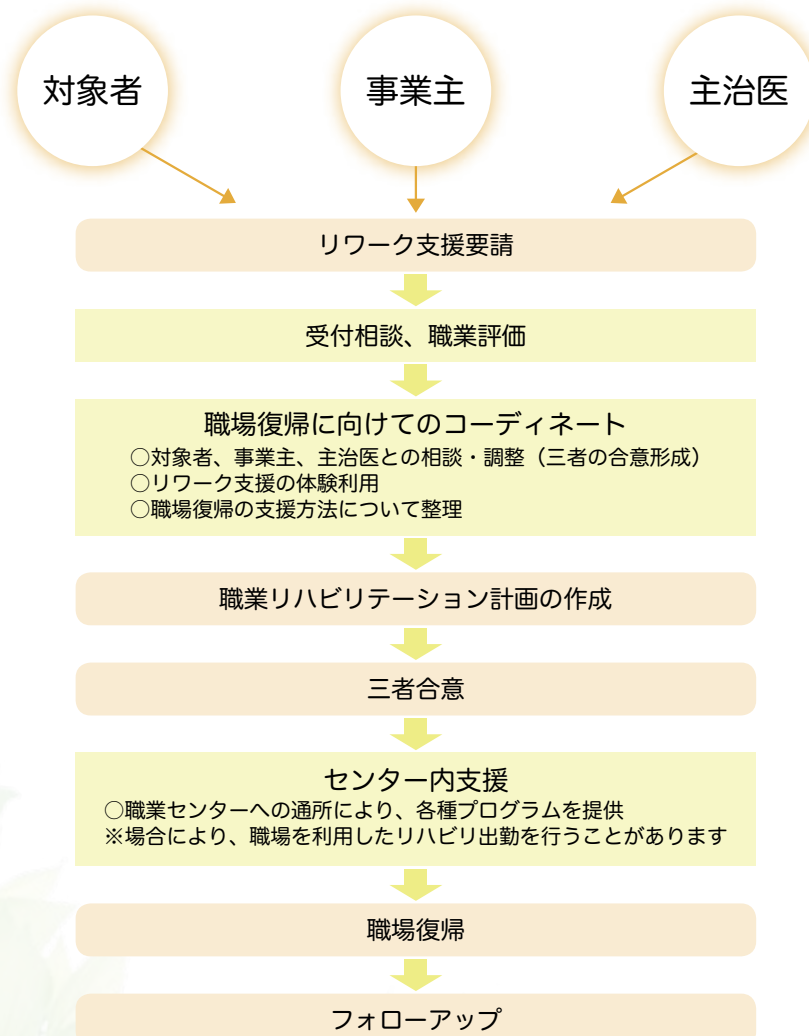 対象者
事業主
主治医
リワーク支援要請
受付相談、職業評価
職場復帰に向けてのコーディネート
○対象者、事業主、主治医との相談・調整（三者の合意形成）
○リワーク支援の体験利用
○職場復帰の支援方法について整理
職業リハビリテーション計画の作成
三者合意
センター内支援
○職業センターへの通所により、各種プログラムを提供
※場合により、職場を利用したリハビリ出勤を行うことがあります
職場復帰
フォローアップ